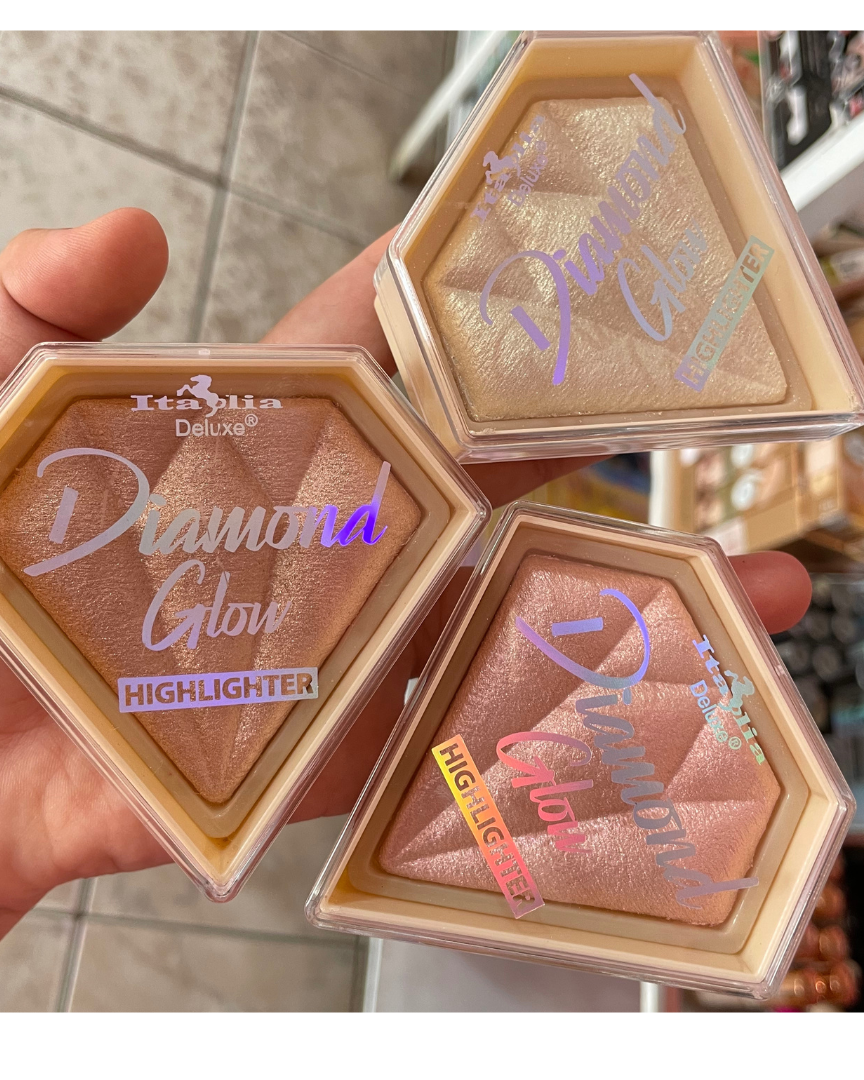 Italia
Deluxe®
Diamond
Glow
HIGHLIGHTER
Italia
Deluxe®
Diamond
Glow
HIGHLIGHTER
Italia
Deluxe®
Diamond
Glow
HIGHLIGHTER